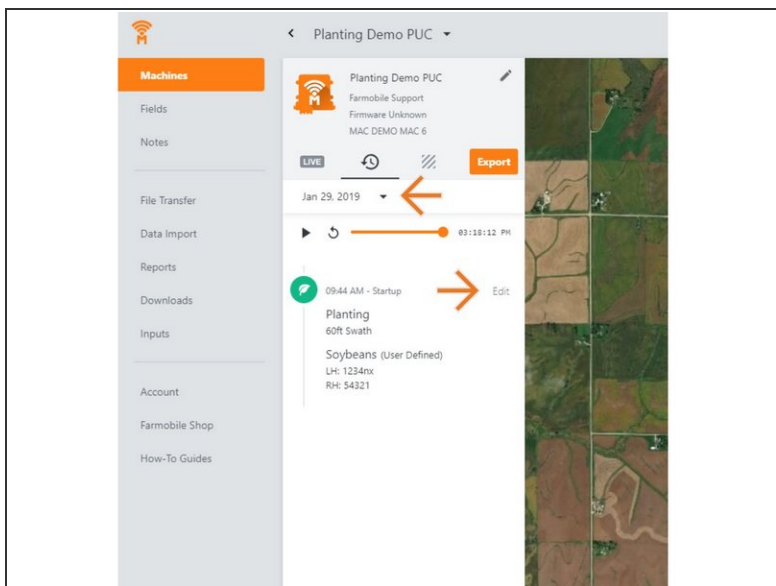 Planting Demo PUC
Machines
Fields
Notes
File Transfer
Data Import
Reports
Downloads
Inputs
Account
Farmobile Shop
How-To Guides
Planting Demo PUC
Farmobile Support
Firmware Unknown
MAC DEMO MAC 6
LIVE
Export
Jan 29, 2019
03:18:12 PM
09:44 AM - Startup
Edit
Planting
60ft Swath
Soybeans (User Defined)
LH: 1234nx
RH: 54321